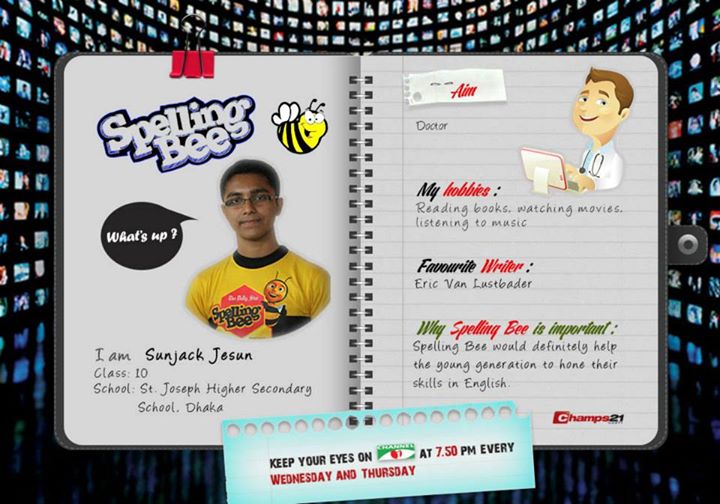 Spelling
Bee
What's up ?
The Daily Star
Spelling
Bee
I am Sunjack Jesun
Class: 10
School: St. Joseph Higher Secondary
School, Dhaka
Aim
Doctor
My hobbies :
Reading books, watching movies,
listening to music
Favourite Writer :
Eric Van Lustbader
Why Spelling Bee is important :
Spelling Bee would definitely help
the young generation to hone their
skills in English.
Champs21
KEEP YOUR EYES ON CHANNEL AT 7.50 PM EVERY
WEDNESDAY AND THURSDAY